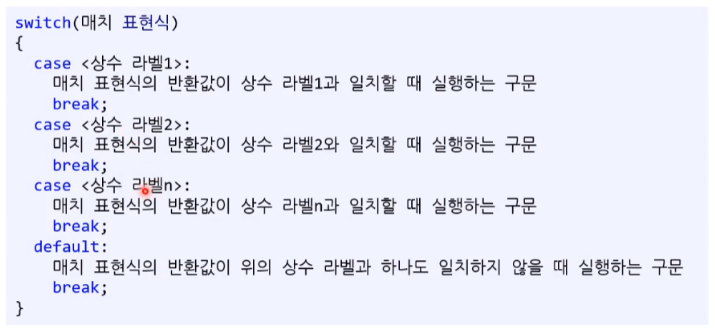 switch(매치 표현식)
{
  case <상수 라벨1>:
    매치 표현식의 반환값이 상수 라벨1과 일치할 때 실행하는 구문
    break;
  case <상수 라벨2>:
    매치 표현식의 반환값이 상수 라벨2와 일치할 때 실행하는 구문
    break;
  case <상수 라벨n>:
    매치 표현식의 반환값이 상수 라벨n과 일치할 때 실행하는 구문
    break;
  default:
    매치 표현식의 반환값이 위의 상수 라벨과 하나도 일치하지 않을 때 실행하는 구문
    break;
}